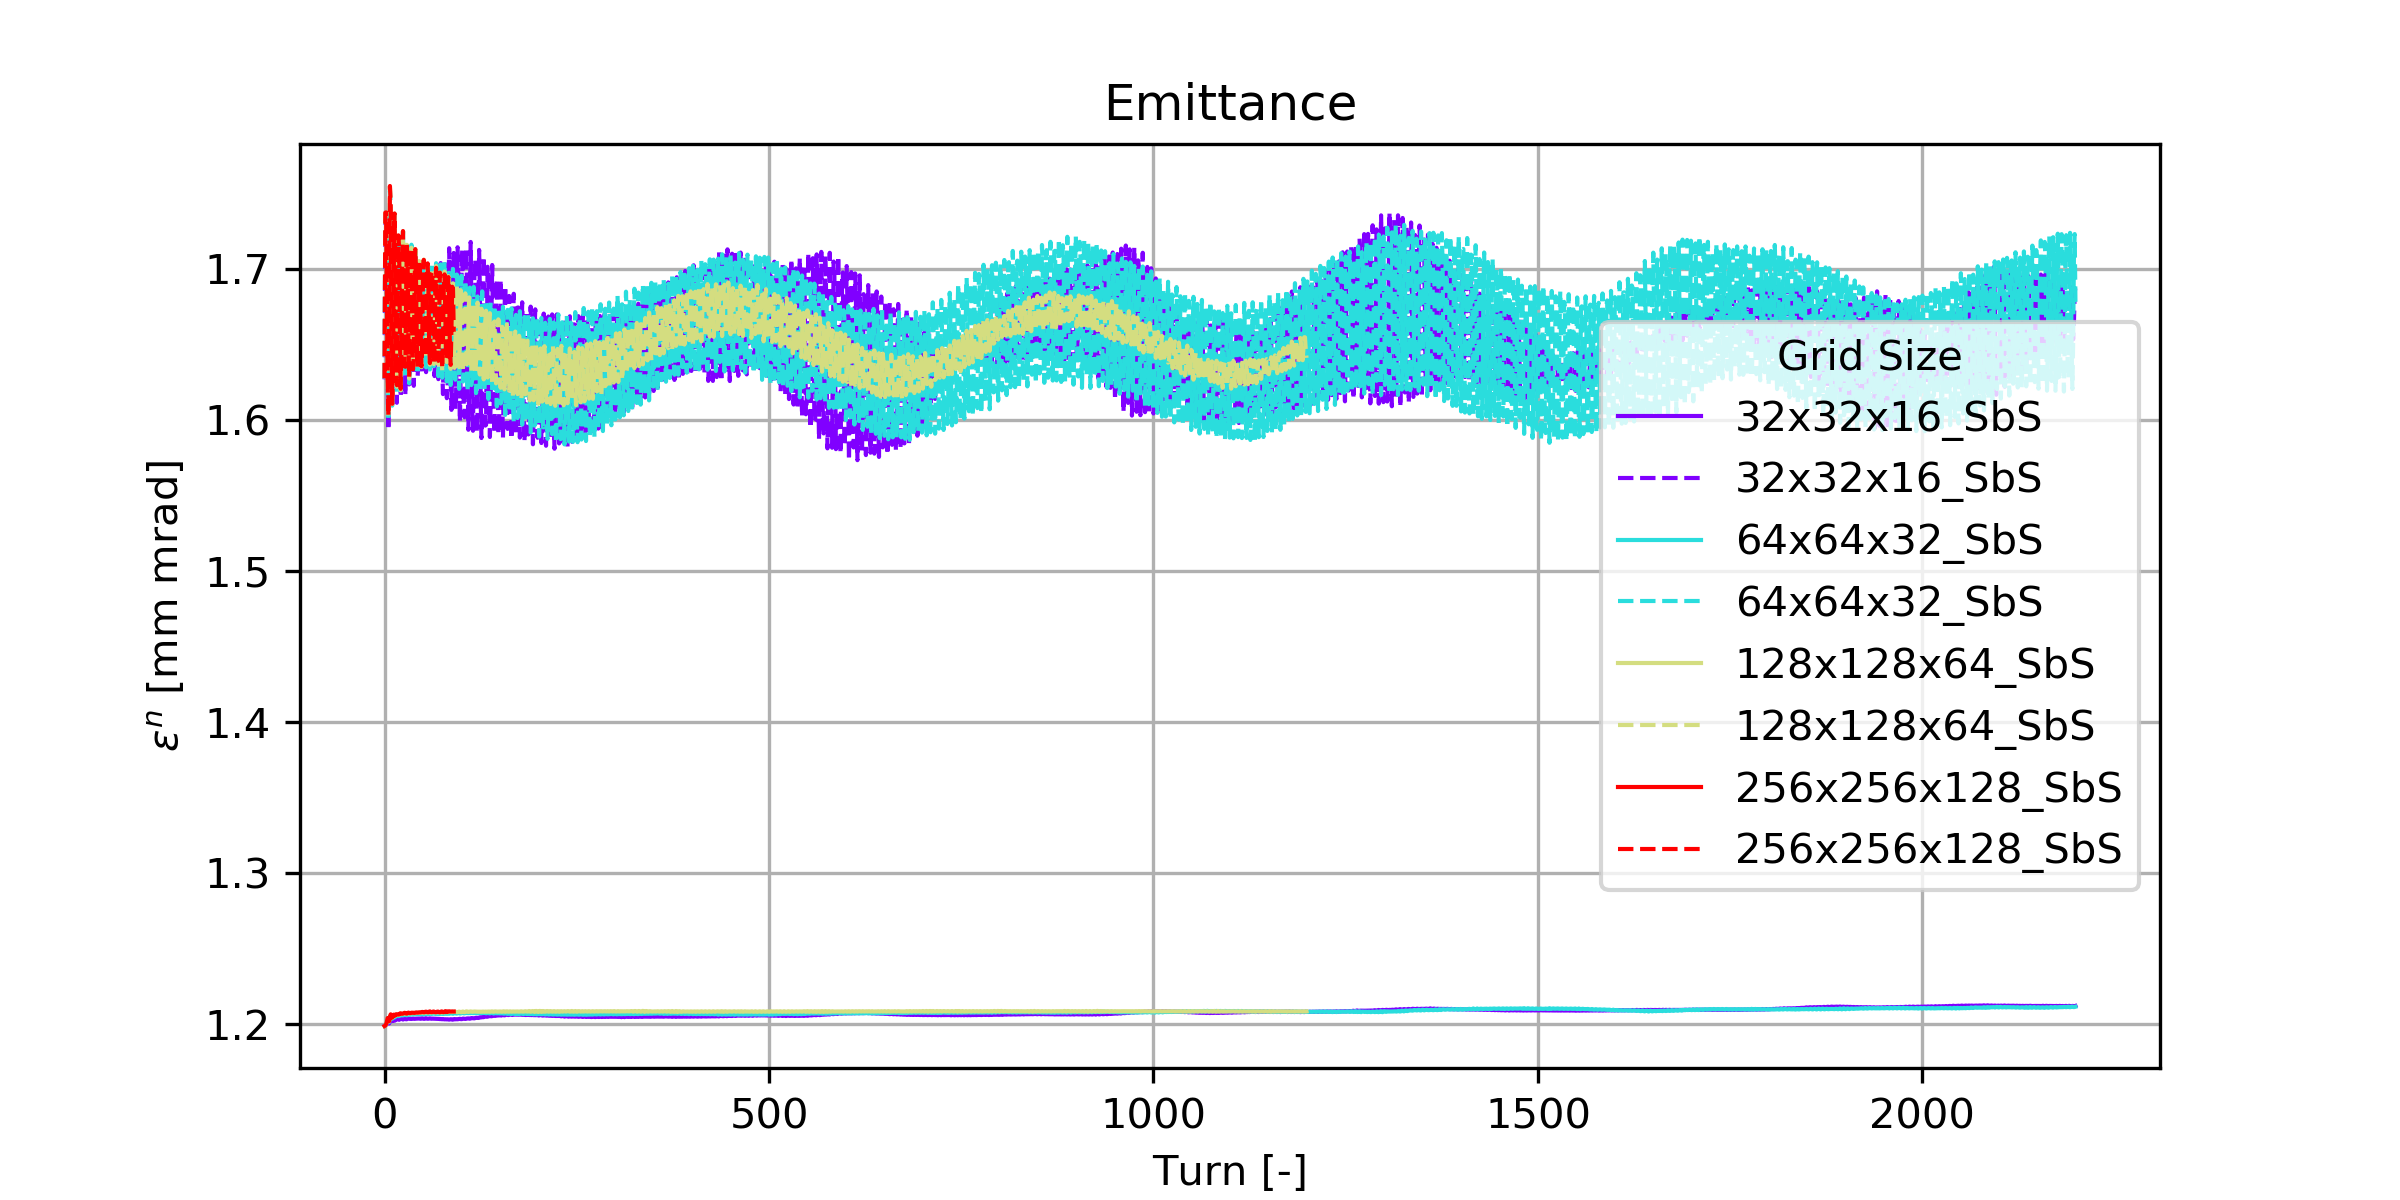 Emittance
1.7
1.6
1.5
1.4
1.3
1.2
εⁿ [mm mrad]
0
500
1000
1500
2000
Turn [-]
Grid Size
32x32x16_SbS
32x32x16_SbS
64x64x32_SbS
64x64x32_SbS
128x128x64_SbS
128x128x64_SbS
256x256x128_SbS
256x256x128_SbS